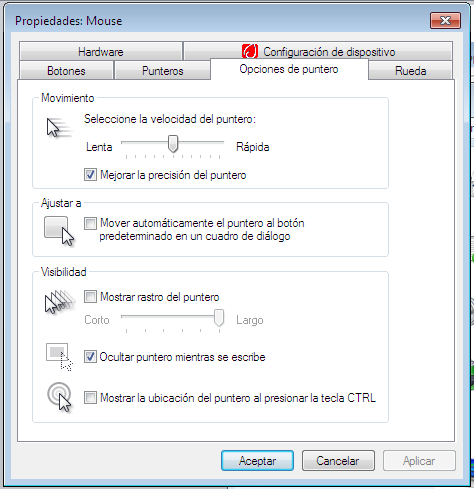 Propiedades: Mouse
Hardware
Configuración de dispositivo
Botones
Punteros
Opciones de puntero
Rueda
Movimiento
Seleccione la velocidad del puntero:
Lenta
Rápida
Mejorar la precisión del puntero
Ajustar a
Mover automáticamente el puntero al botón
predeterminado en un cuadro de diálogo
Visibilidad
Mostrar rastro del puntero
Corto
Largo
Ocultar puntero mientras se escribe
Mostrar la ubicación del puntero al presionar la tecla CTRL
Aceptar
Cancelar
Aplicar